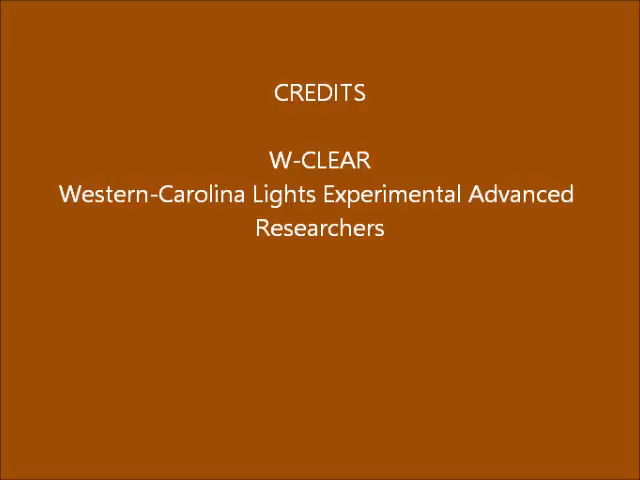 CREDITS
W-CLEAR
Western-Carolina Lights Experimental Advanced
Researchers